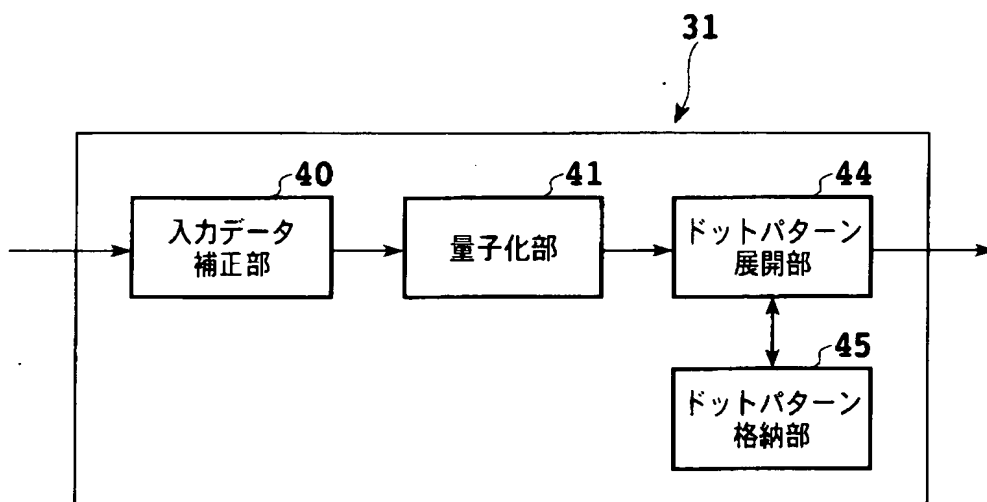 31
40
入力データ
補正部
41
量子化部
44
ドットパターン
展開部
45
ドットパターン
格納部